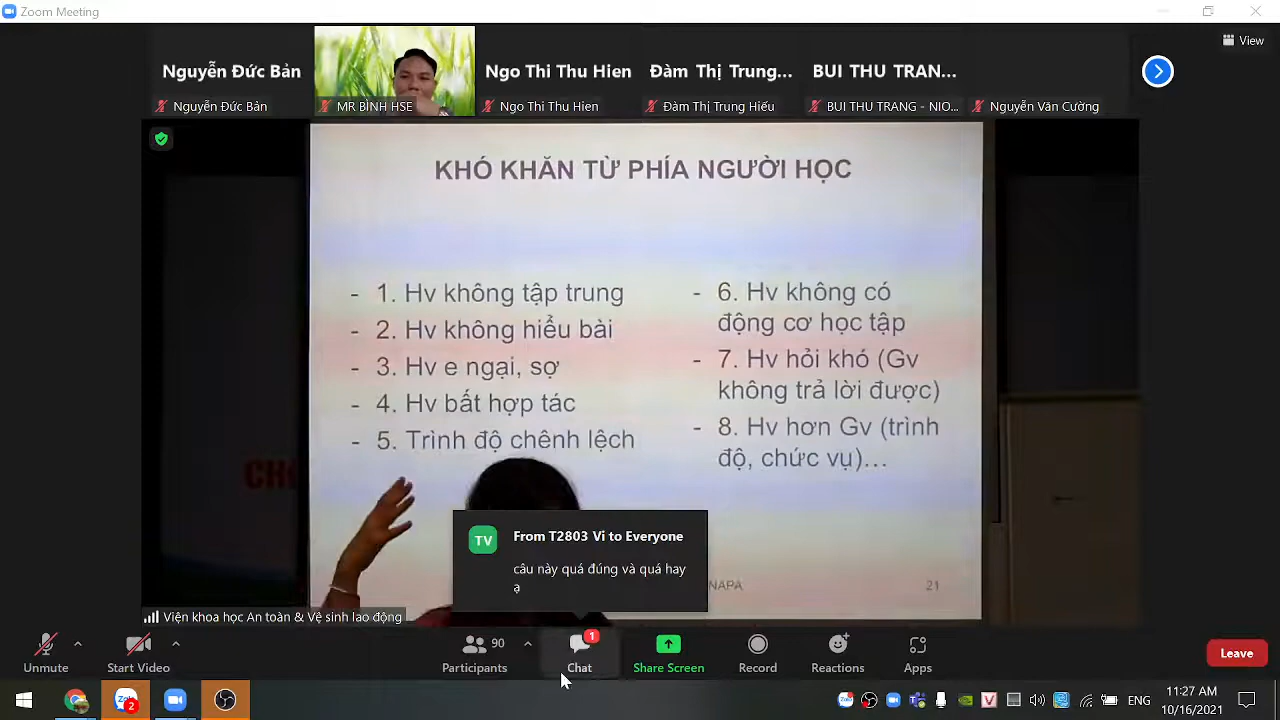 Zoom Meeting
View
Nguyễn Đức Bản
Ngo Thi Thu Hien
Đàm Thị Trung...
BUI THU TRAN...
Nguyễn Đức Bản
MR BÌNH HSE
Ngo Thi Thu Hien
Đàm Thị Trung Hiếu
BUI THU TRANG - NIO...
Nguyễn Văn Cường
KHÓ KHĂN TỪ PHÍA NGƯỜI HỌC
- 1. Hv không tập trung
- 2. Hv không hiểu bài
- 3. Hv e ngại, sợ
- 4. Hv bất hợp tác
- 5. Trình độ chênh lệch
- 6. Hv không có
động cơ học tập
- 7. Hv hỏi khó (Gv
không trả lời được)
- 8. Hv hơn Gv (trình
độ, chức vụ)...
NAPA
21
TV
From T2803 Vi to Everyone
câu này quá đúng và quá hay
ạ
Viện khoa học An toàn & Vệ sinh lao động
Unmute
Start Video
90
Participants
1
Chat
Share Screen
Record
Reactions
Apps
Leave
Zalo
2
ENG
11:27 AM
10/16/2021